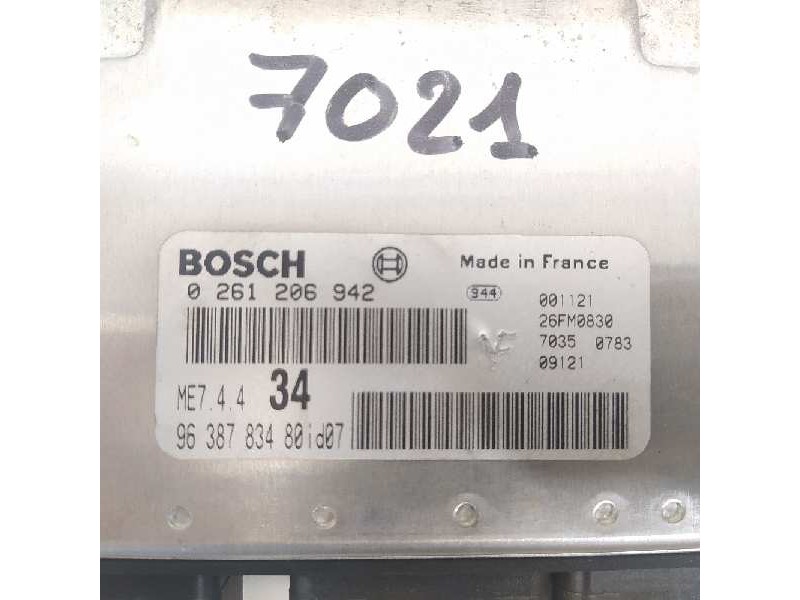 7021
BOSCH
Made in France
0 261 206 942
944
001121
26FM0830
7035 0783
09121
ME7.4.4 34
96 387 834 80id07